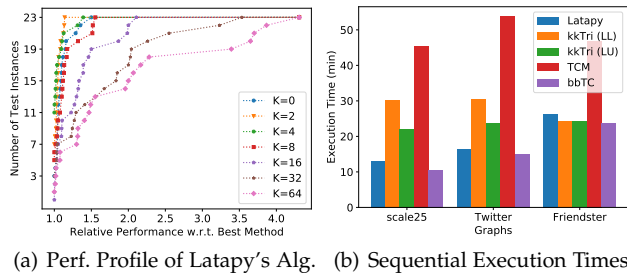 23
19
15
11
7
3
Number of Test Instances
1.0 1.5 2.0 2.5 3.0 3.5 4.0
Relative Performance w.r.t. Best Method
K=0
K=2
K=4
K=8
K=16
K=32
K=64
50
40
30
20
10
0
Execution Time (min)
scale25 Twitter Friendster
Graphs
Latapy
kkTri (LL)
kkTri (LU)
TCM
bbTC
(a) Perf. Profile of Latapy's Alg. (b) Sequential Execution Times